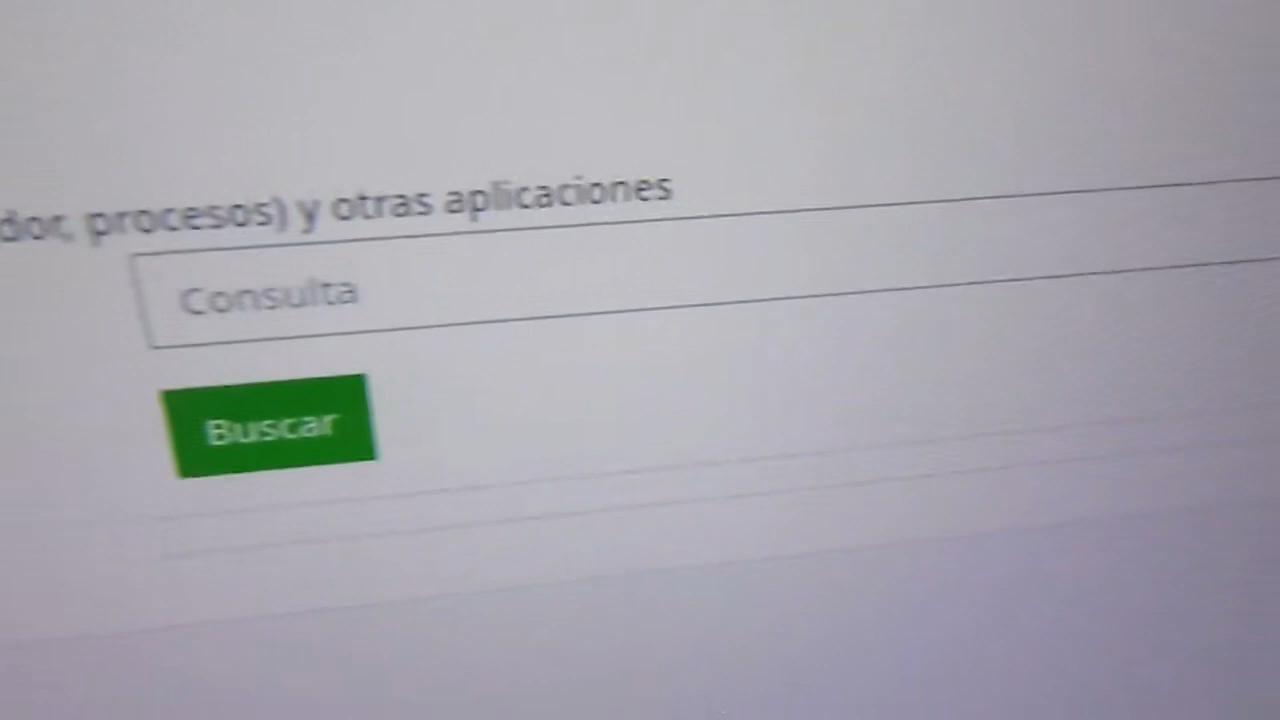 dor, procesos) y otras aplicaciones
Consulta
Buscar